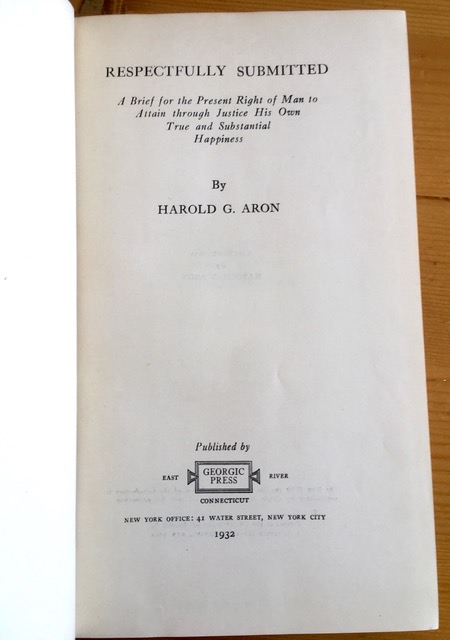 RESPECTFULLY SUBMITTED
A Brief for the Present Right of Man to
Attain through Justice His Own
True and Substantial
Happiness
By
HAROLD G. ARON
Published by
EAST GEORGIC RIVER
PRESS
CONNECTICUT
NEW YORK OFFICE: 41 WATER STREET, NEW YORK CITY
1932